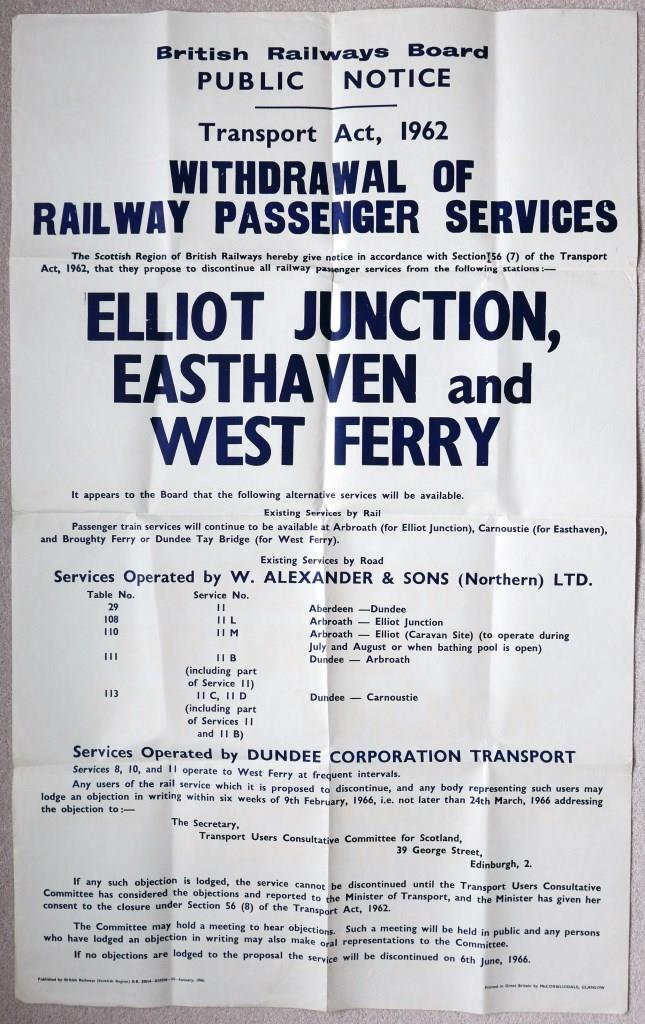 British Railways Board
PUBLIC NOTICE
Transport Act, 1962
WITHDRAWAL OF
RAILWAY PASSENGER SERVICES
The Scottish Region of British Railways hereby give notice in accordance with Section 56 (7) of the Transport
Act, 1962, that they propose to discontinue all railway passenger services from the following stations:—
ELLIOT JUNCTION,
EASTHAVEN and
WEST FERRY
It appears to the Board that the following alternative services will be available.
Existing Services by Rail
Passenger train services will continue to be available at Arbroath (for Elliot Junction), Carnoustie (for Easthaven),
and Broughty Ferry or Dundee Tay Bridge (for West Ferry).
Existing Services by Road
Services Operated by W. ALEXANDER & SONS (Northern) LTD.
Table No. Service No.
29 11 Aberdeen —Dundee
108 11 L Arbroath — Elliot Junction
110 11 M Arbroath — Elliot (Caravan Site) (to operate during
July and August or when bathing pool is open)
111 11 B Dundee — Arbroath
(including part
of Service 11)
113 11 C, 11 D Dundee — Carnoustie
(including part
of Services 11
and 11 B)
Services Operated by DUNDEE CORPORATION TRANSPORT
Services 8, 10, and 11 operate to West Ferry at frequent intervals.
Any users of the rail service which it is proposed to discontinue, and any body representing such users may
lodge an objection in writing within six weeks of 9th February, 1966, i.e. not later than 24th March, 1966 addressing
the objection to:—
The Secretary,
Transport Users Consultative Committee for Scotland,
39 George Street,
Edinburgh, 2.
If any such objection is lodged, the service cannot be discontinued until the Transport Users Consultative
Committee has considered the objections and reported to the Minister of Transport, and the Minister has given her
consent to the closure under Section 56 (8) of the Transport Act, 1962.
The Committee may hold a meeting to hear objections. Such a meeting will be held in public and any persons
who have lodged an objection in writing may also make oral representations to the Committee.
If no objections are lodged to the proposal the service will be discontinued on 6th June, 1966.
Published by British Railways (Scottish Region) January, 1966.
Printed in Great Britain by McCORQUODALE, GLASGOW